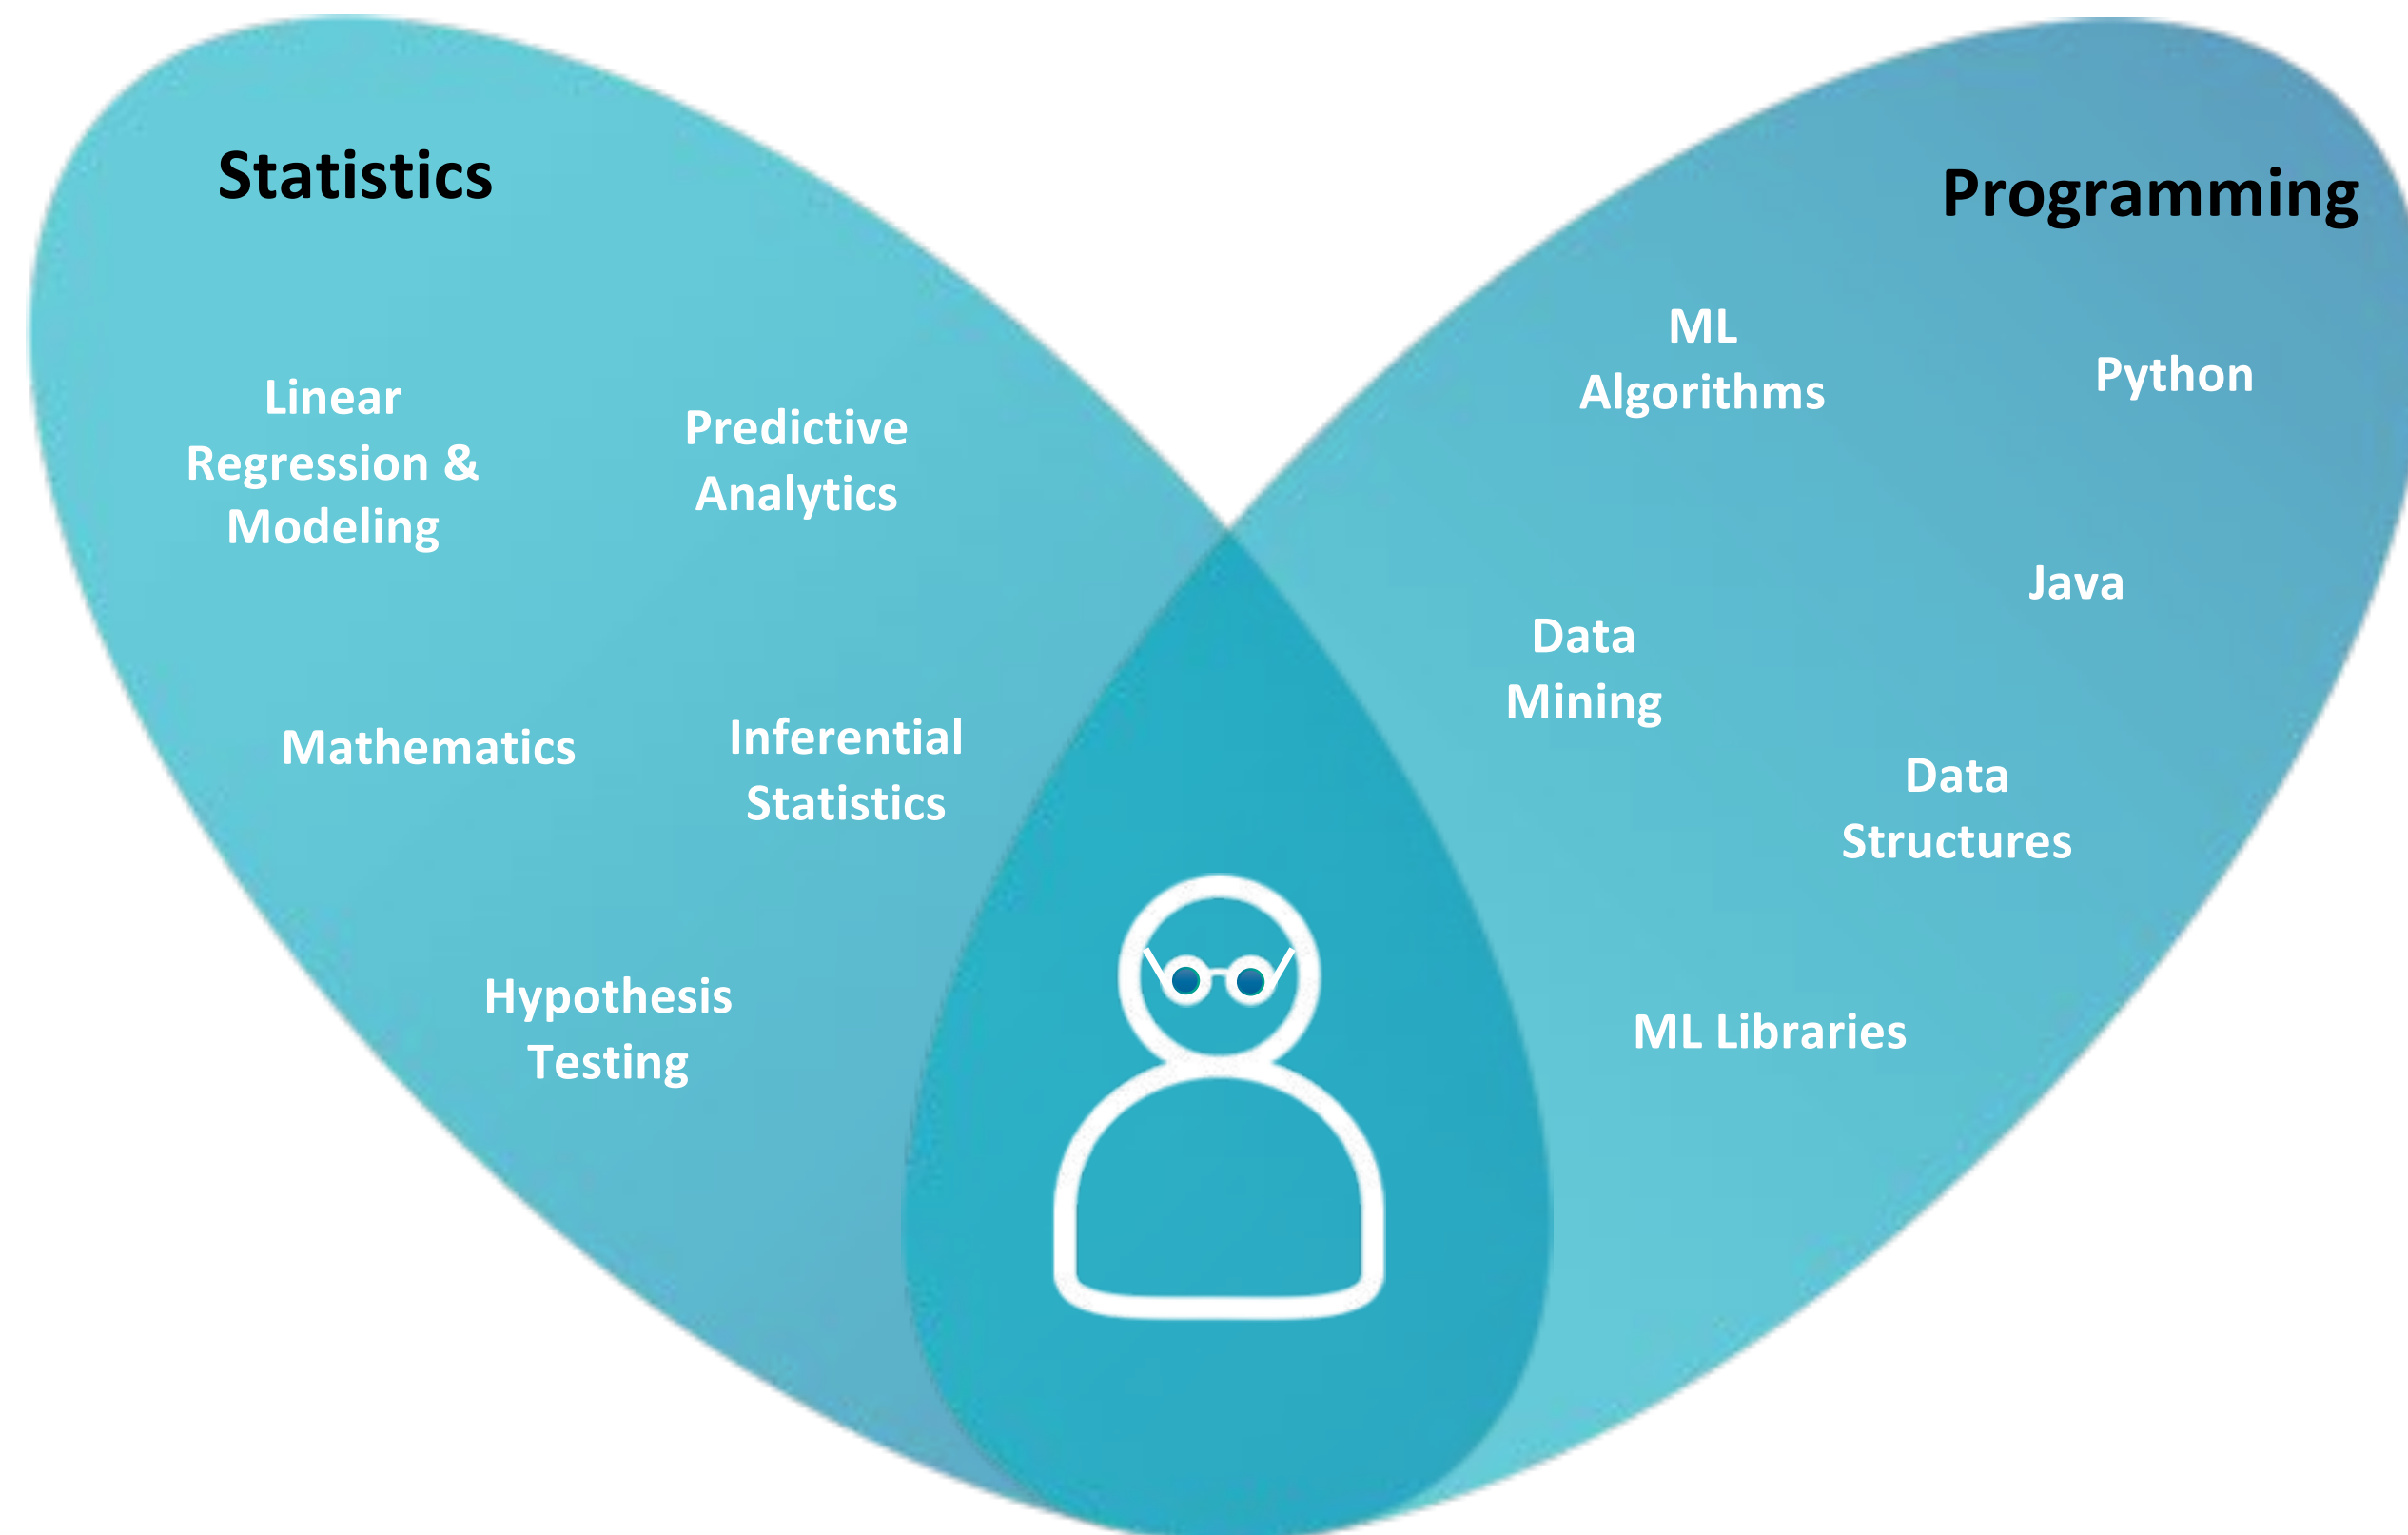 Statistics
Linear
Regression &
Modeling
Predictive
Analytics
Mathematics
Inferential
Statistics
Hypothesis
Testing
Programming
ML
Algorithms
Python
Java
Data
Mining
Data
Structures
ML Libraries